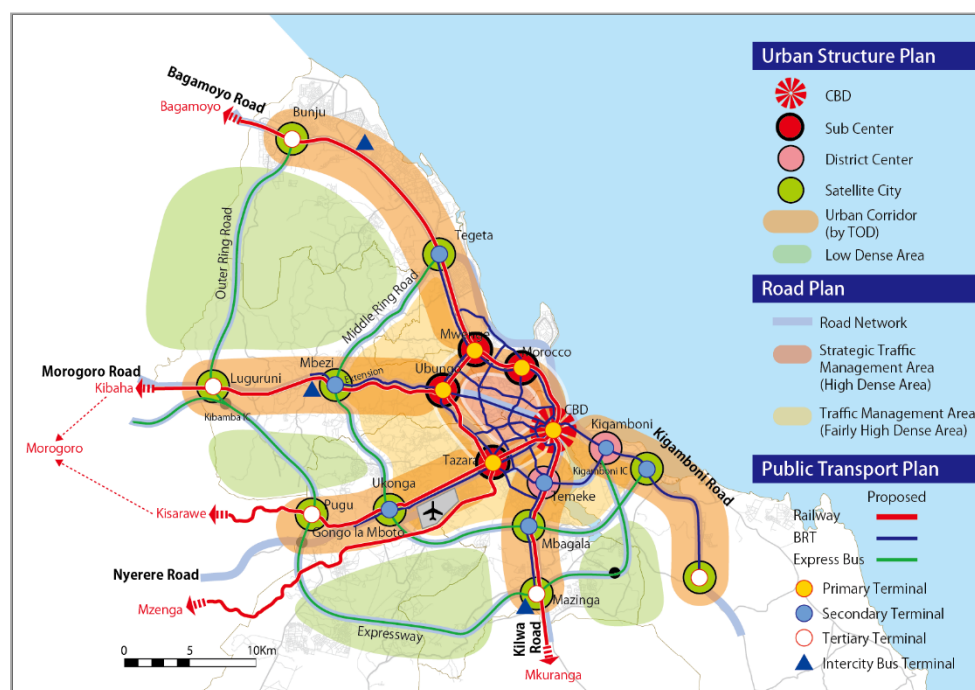 Bagamoyo Road
Bagamoyo
Bunju
Outer Ring Road
Tegeta
Middle Ring Road
Morogoro Road
Kibaha
Luguruni
Kibamba IC
Mbezi
Extension
Ubungo
Morocco
CBD
Kigamboni
Kigamboni IC
Kigamboni Road
Morogoro
Kisarawe
Pugu
Gongo la Mboto
Ukonga
Tazara
Temeke
Mbagala
Nyerere Road
Mzenga
Expressway
Mazinga
Kilwa
Road
Mkuranga
0 5 10Km
Urban Structure Plan
CBD
Sub Center
District Center
Satellite City
Urban Corridor
(by TOD)
Low Dense Area
Road Plan
Road Network
Strategic Traffic
Management Area
(High Dense Area)
Traffic Management Area
(Fairly High Dense Area)
Public Transport Plan
Proposed
Railway
BRT
Express Bus
Primary Terminal
Secondary Terminal
Tertiary Terminal
Intercity Bus Terminal